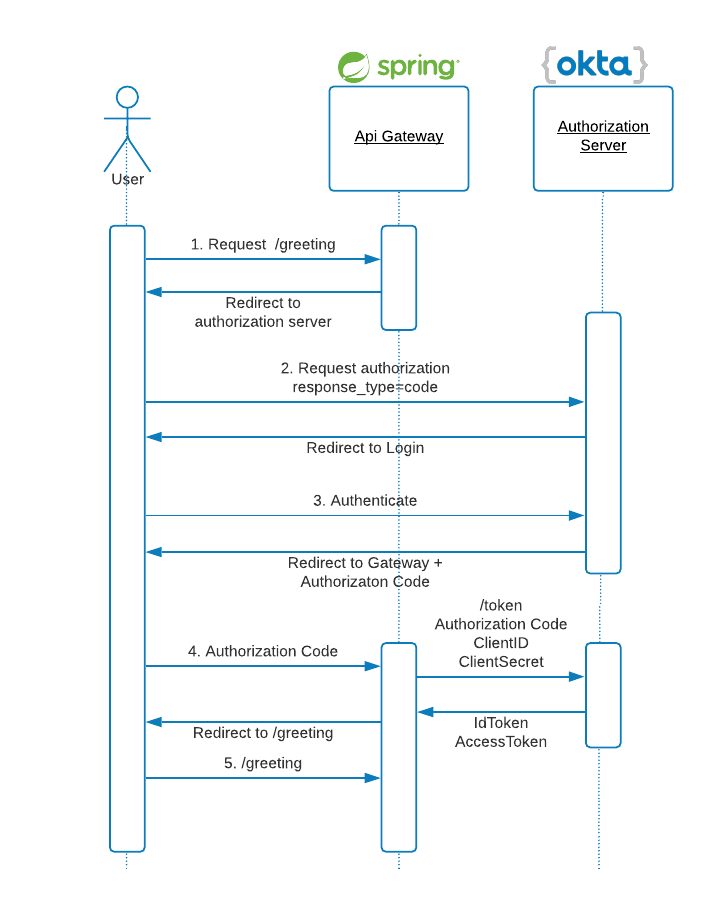 spring
{okta}
Api Gateway
Authorization
Server
User
1. Request /greeting
Redirect to
authorization server
2. Request authorization
response_type=code
Redirect to Login
3. Authenticate
Redirect to Gateway +
Authorizaton Code
/token
Authorization Code
ClientID
ClientSecret
4. Authorization Code
IdToken
AccessToken
Redirect to /greeting
5. /greeting